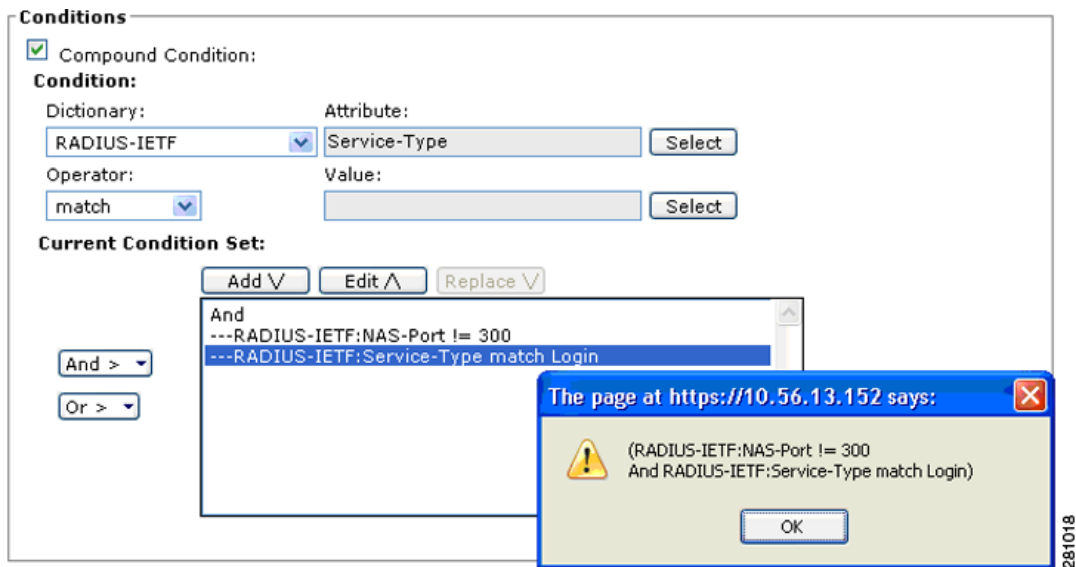 Conditions
Compound Condition:
Condition:
Dictionary: Attribute:
RADIUS-IETF Service-Type Select
Operator: Value:
match Select
Current Condition Set:
Add \/ Edit /\ Replace \/
And
---RADIUS-IETF:NAS-Port != 300
---RADIUS-IETF:Service-Type match Login
And >
Or >
The page at https://10.56.13.152 says:
(RADIUS-IETF:NAS-Port != 300
And RADIUS-IETF:Service-Type match Login)
OK
281018